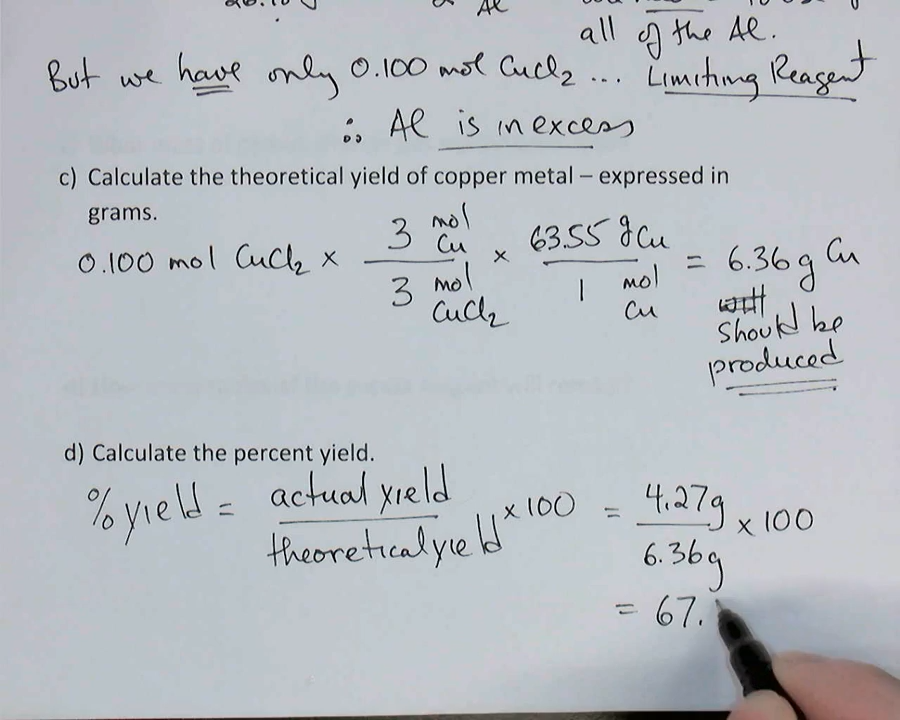 Al
all of the Al.
But we have only 0.100 mol CuCl2 ... Limiting Reagent
∴ Al is in excess
c) Calculate the theoretical yield of copper metal – expressed in
grams.
0.100 mol CuCl2 × 3 mol Cu / 3 mol CuCl2 × 63.55 g Cu / 1 mol Cu = 6.36 g Cu
should be
produced
d) Calculate the percent yield.
% yield = actual yield / theoretical yield × 100 = 4.27g / 6.36g × 100
= 67.